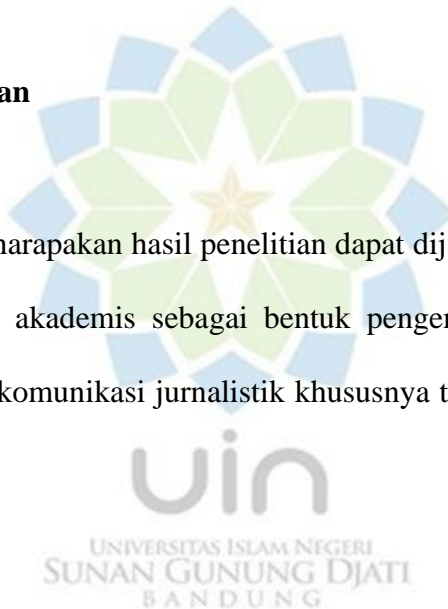 an
harapakan hasil penelitian dapat dij
akademis sebagai bentuk penger
komunikasi jurnalistik khususnya t
uin
UNIVERSITAS ISLAM NEGERI
SUNAN GUNUNG DJATI
BANDUNG